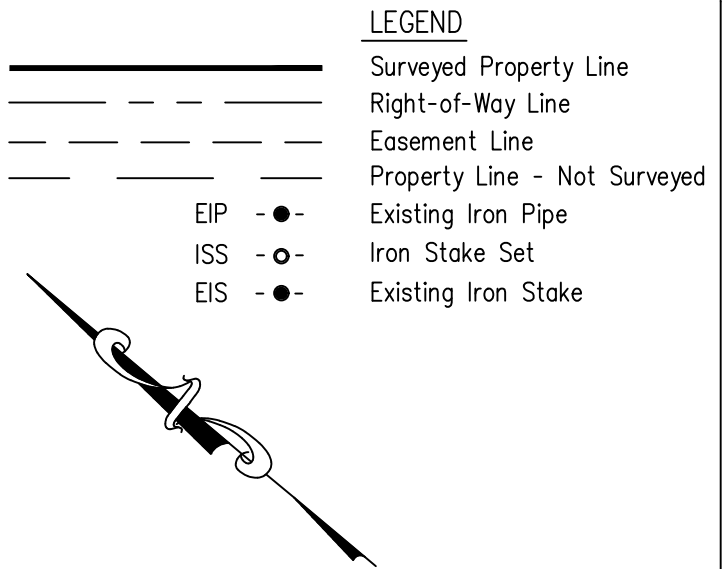 LEGEND
Surveyed Property Line
Right-of-Way Line
Easement Line
Property Line - Not Surveyed
EIP Existing Iron Pipe
ISS Iron Stake Set
EIS Existing Iron Stake